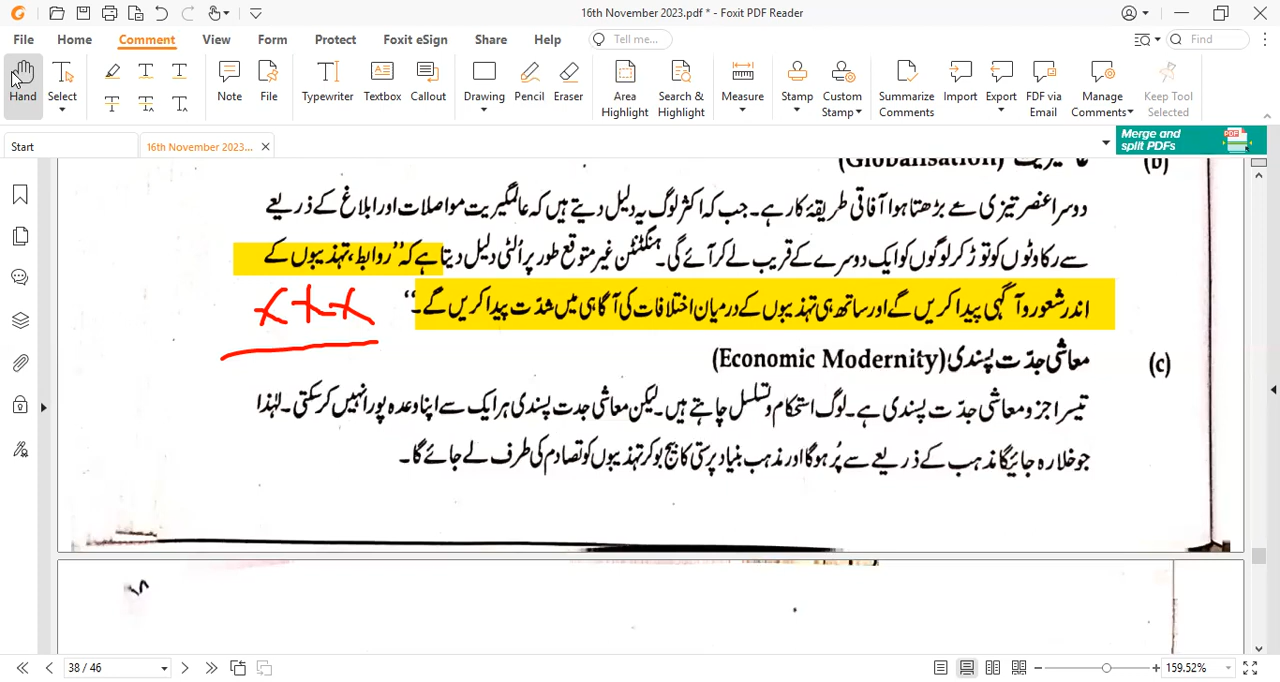 16th November 2023.pdf * - Foxit PDF Reader
File Home Comment View Form Protect Foxit eSign Share Help Tell me... Find
Hand Select Note File Typewriter Textbox Callout Drawing Pencil Eraser Area Highlight Search & Highlight Measure Stamp Custom Stamp Summarize Comments Import Export FDF via Email Manage Comments Keep Tool Selected
Start 16th November 2023... Merge and split PDFs
(b) (Globalisation)
دوسرا عنصر تیزی سے بڑھتا ہوا آفاقی طریقۂ کار ہے۔ جب کہ اکثر لوگ یہ دلیل دیتے ہیں کہ عالمگیریت مواصلات اور ابلاغ کے ذریعے
سے رکاوٹوں کو توڑ کر لوگوں کو ایک دوسرے کے قریب لے کر آئے گی۔ ہنگٹنٹن غیر متوقع طور پر اُلٹی دلیل دیتا ہے کہ ’’روابط، تہذیبوں کے
اندر شعور و آگہی پیدا کریں گے اور ساتھ ہی تہذیبوں کے درمیان اختلافات کی آگاہی میں شدّت پیدا کریں گے۔‘‘
(c) معاشی جدّت پسندی (Economic Modernity)
تیسرا جزو معاشی جدّت پسندی ہے۔ لوگ استحکام و تسلسل چاہتے ہیں۔ لیکن معاشی جدت پسندی ہر ایک سے اپنا وعدہ پورا نہیں کر سکتی۔ لہٰذا
جو خلا رہ جائیگا مذہب کے ذریعے سے پُر ہوگا اور مذہب بنیاد پرستی کا بیج بو کر تہذیبوں کو تصادم کی طرف لے جائے گا۔
38 / 46 159.52%